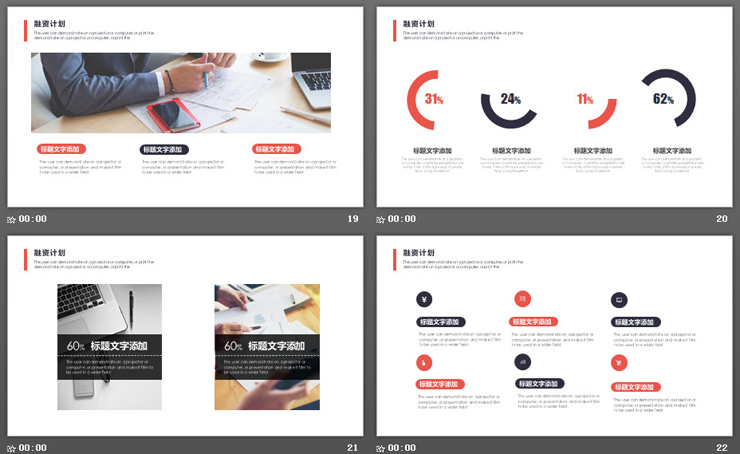 融资计划
The user can demonstrate on a projector or computer, or print the
demonstrate on a projector or computer, or print the
标题文字添加
The user can demonstrate on a projector or
computer, or presentation and make it film
to be used in a wider field
标题文字添加
The user can demonstrate on a projector or
computer, or presentation and make it film
to be used in a wider field
标题文字添加
The user can demonstrate on a projector or
computer, or presentation and make it film
to be used in a wider field
00:00
19
融资计划
The user can demonstrate on a projector or computer, or print the
demonstrate on a projector or computer, or print the
31%
24%
11%
62%
标题文字添加
标题文字添加
标题文字添加
标题文字添加
00:00
20
融资计划
The user can demonstrate on a projector or computer, or print the
demonstrate on a projector or computer, or print the
60% 标题文字添加
The user can demonstrate on a projector or
computer, or presentation and make it film to
be used in a wider field
60% 标题文字添加
The user can demonstrate on a projector or
computer, or presentation and make it film to
be used in a wider field
00:00
21
融资计划
The user can demonstrate on a projector or computer, or print the
demonstrate on a projector or computer, or print the
¥
标题文字添加
The user can demonstrate on a projector or
computer, or presentation and make it film
to be used in a wider field
标题文字添加
The user can demonstrate on a projector or
computer, or presentation and make it film
to be used in a wider field
标题文字添加
The user can demonstrate on a projector or
computer, or presentation and make it film
to be used in a wider field
标题文字添加
The user can demonstrate on a projector or
computer, or presentation and make it film
to be used in a wider field
标题文字添加
The user can demonstrate on a projector or
computer, or presentation and make it film
to be used in a wider field
标题文字添加
The user can demonstrate on a projector or
computer, or presentation and make it film
to be used in a wider field
00:00
22